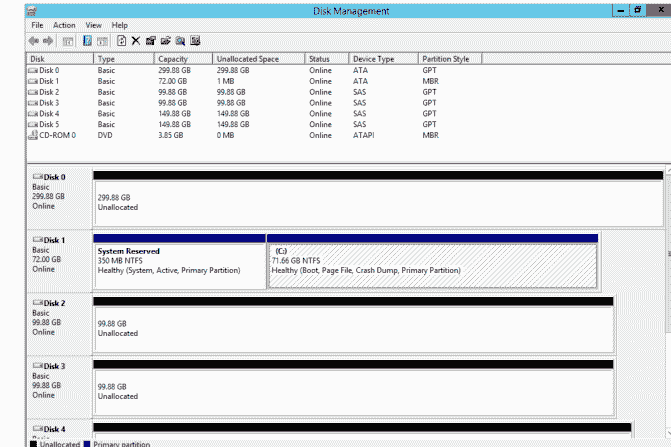 Disk Management
File Action View Help
Disk Type Capacity Unallocated Space Status Device Type Partition Style
Disk 0 Basic 299.88 GB 299.88 GB Online ATA GPT
Disk 1 Basic 72.00 GB 1 MB Online ATA MBR
Disk 2 Basic 99.88 GB 99.88 GB Online SAS GPT
Disk 3 Basic 99.88 GB 99.88 GB Online SAS GPT
Disk 4 Basic 149.88 GB 149.88 GB Online SAS GPT
Disk 5 Basic 149.88 GB 149.88 GB Online SAS GPT
CD-ROM 0 DVD 3.85 GB 0 MB Online ATAPI MBR
Disk 0
Basic
299.88 GB
Online
299.88 GB
Unallocated
Disk 1
Basic
72.00 GB
Online
System Reserved
350 MB NTFS
Healthy (System, Active, Primary Partition)
(C:)
71.66 GB NTFS
Healthy (Boot, Page File, Crash Dump, Primary Partition)
Disk 2
Basic
99.88 GB
Online
99.88 GB
Unallocated
Disk 3
Basic
99.88 GB
Online
99.88 GB
Unallocated
Disk 4
Unallocated Primary partition